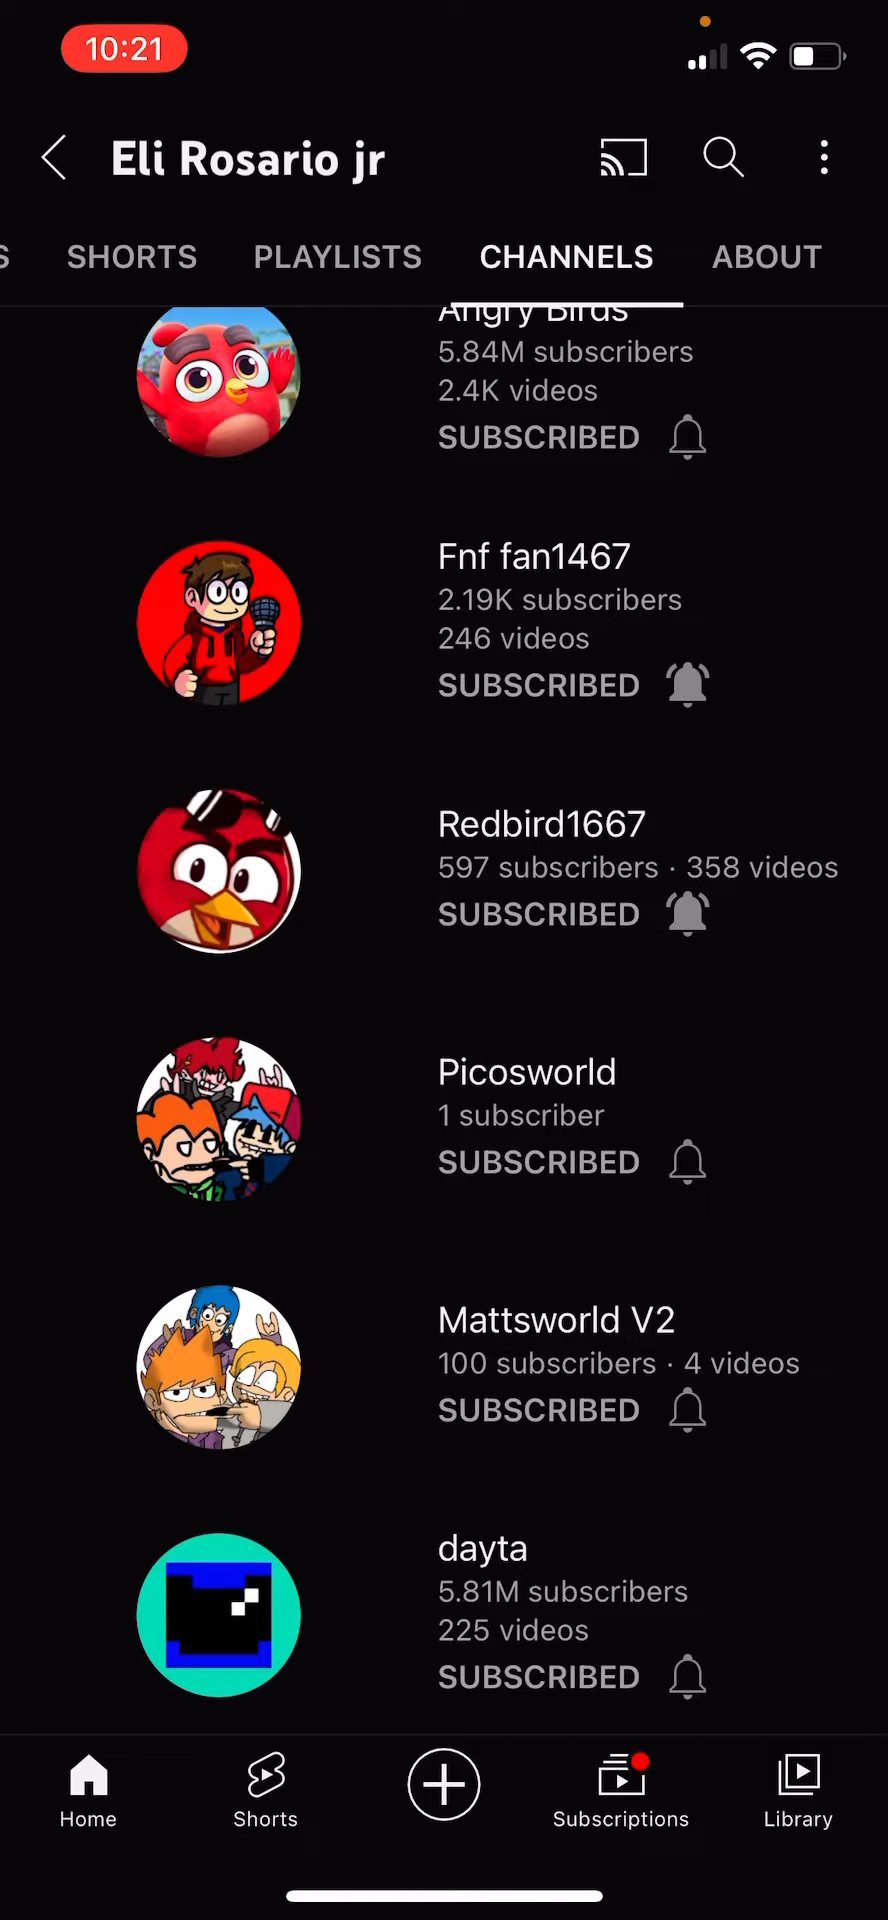 10:21
Eli Rosario jr
S SHORTS PLAYLISTS CHANNELS ABOUT
Angry Birds
5.84M subscribers
2.4K videos
SUBSCRIBED
Fnf fan1467
2.19K subscribers
246 videos
SUBSCRIBED
Redbird1667
597 subscribers · 358 videos
SUBSCRIBED
Picosworld
1 subscriber
SUBSCRIBED
Mattsworld V2
100 subscribers · 4 videos
SUBSCRIBED
dayta
5.81M subscribers
225 videos
SUBSCRIBED
Home Shorts Subscriptions Library